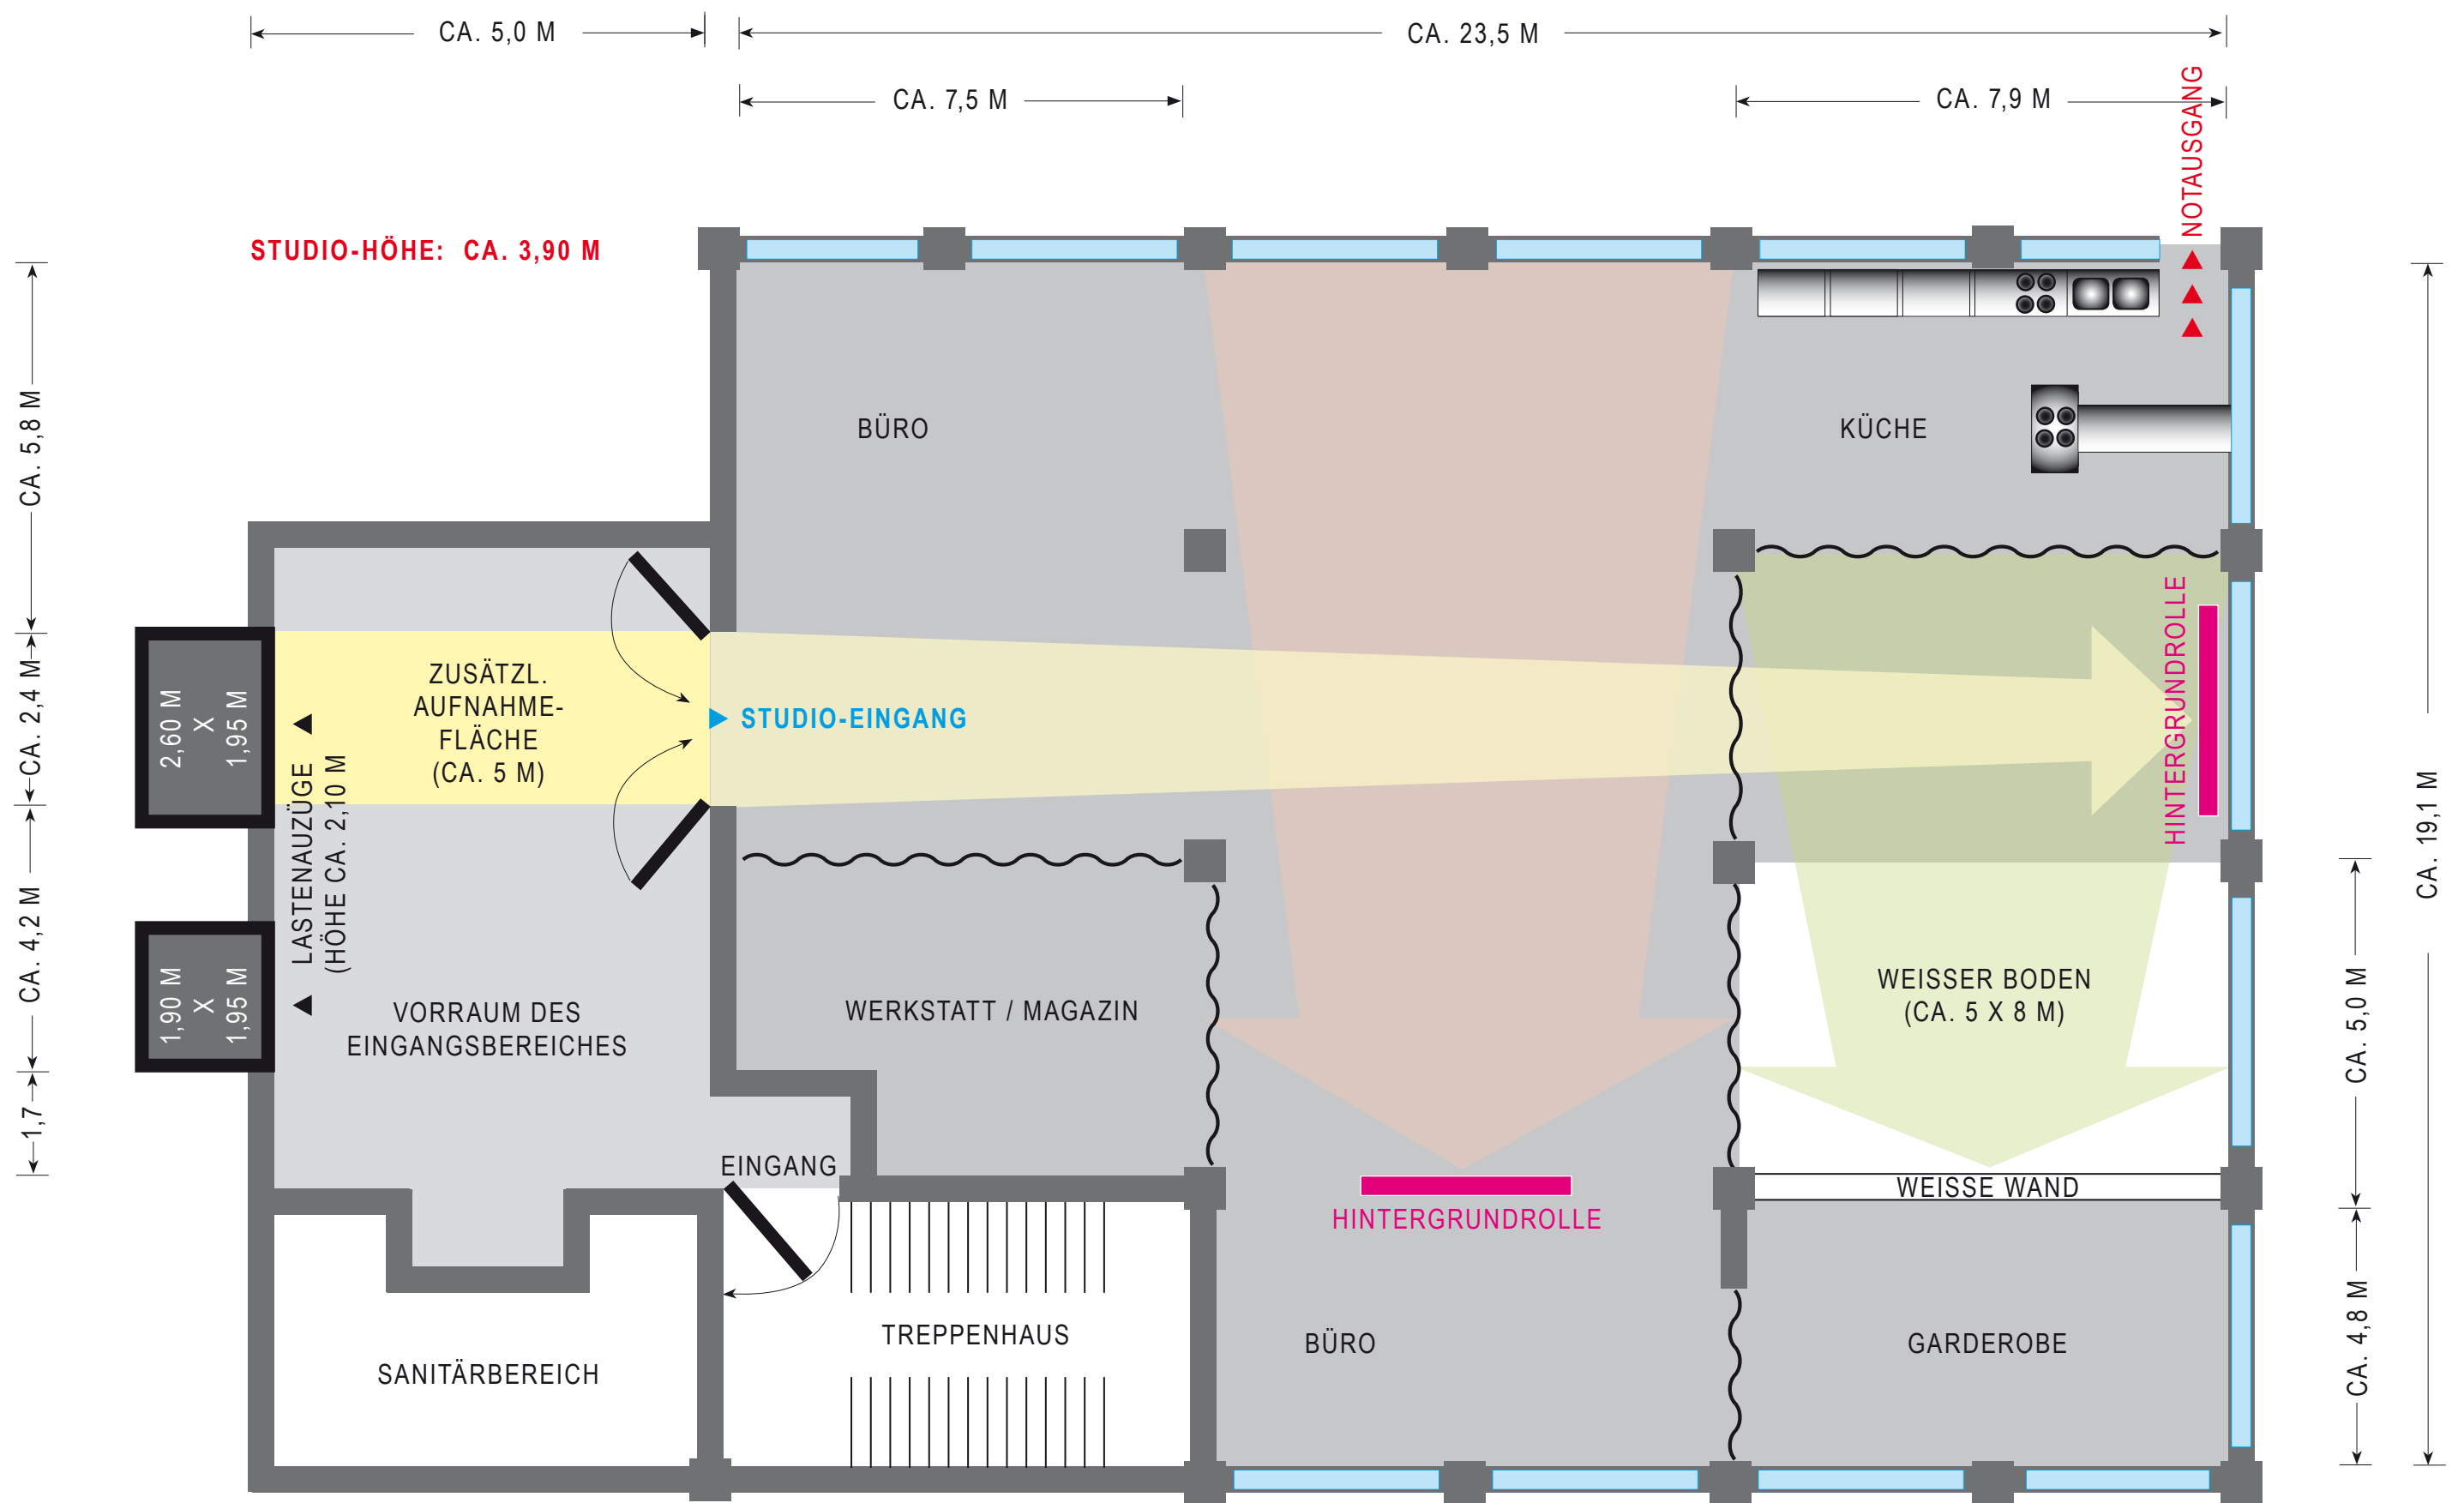 CA. 5,0 M
CA. 23,5 M
CA. 7,5 M
CA. 7,9 M
NOTAUSGANG
STUDIO-HÖHE: CA. 3,90 M
CA. 5,8 M
CA. 2,4 M
CA. 4,2 M
1,7
BÜRO
KÜCHE
ZUSÄTZL.
AUFNAHME-
FLÄCHE
(CA. 5 M)
STUDIO-EINGANG
HINTERGRUNDROLLE
2,60 M
X
1,95 M
LASTENAUZÜGE
(HÖHE CA. 2,10 M
1,90 M
X
1,95 M
VORRAUM DES
EINGANGSBEREICHES
WERKSTATT / MAGAZIN
WEISSER BODEN
(CA. 5 X 8 M)
CA. 19,1 M
CA. 5,0 M
EINGANG
WEISSE WAND
HINTERGRUNDROLLE
TREPPENHAUS
BÜRO
GARDEROBE
CA. 4,8 M
SANITÄRBEREICH